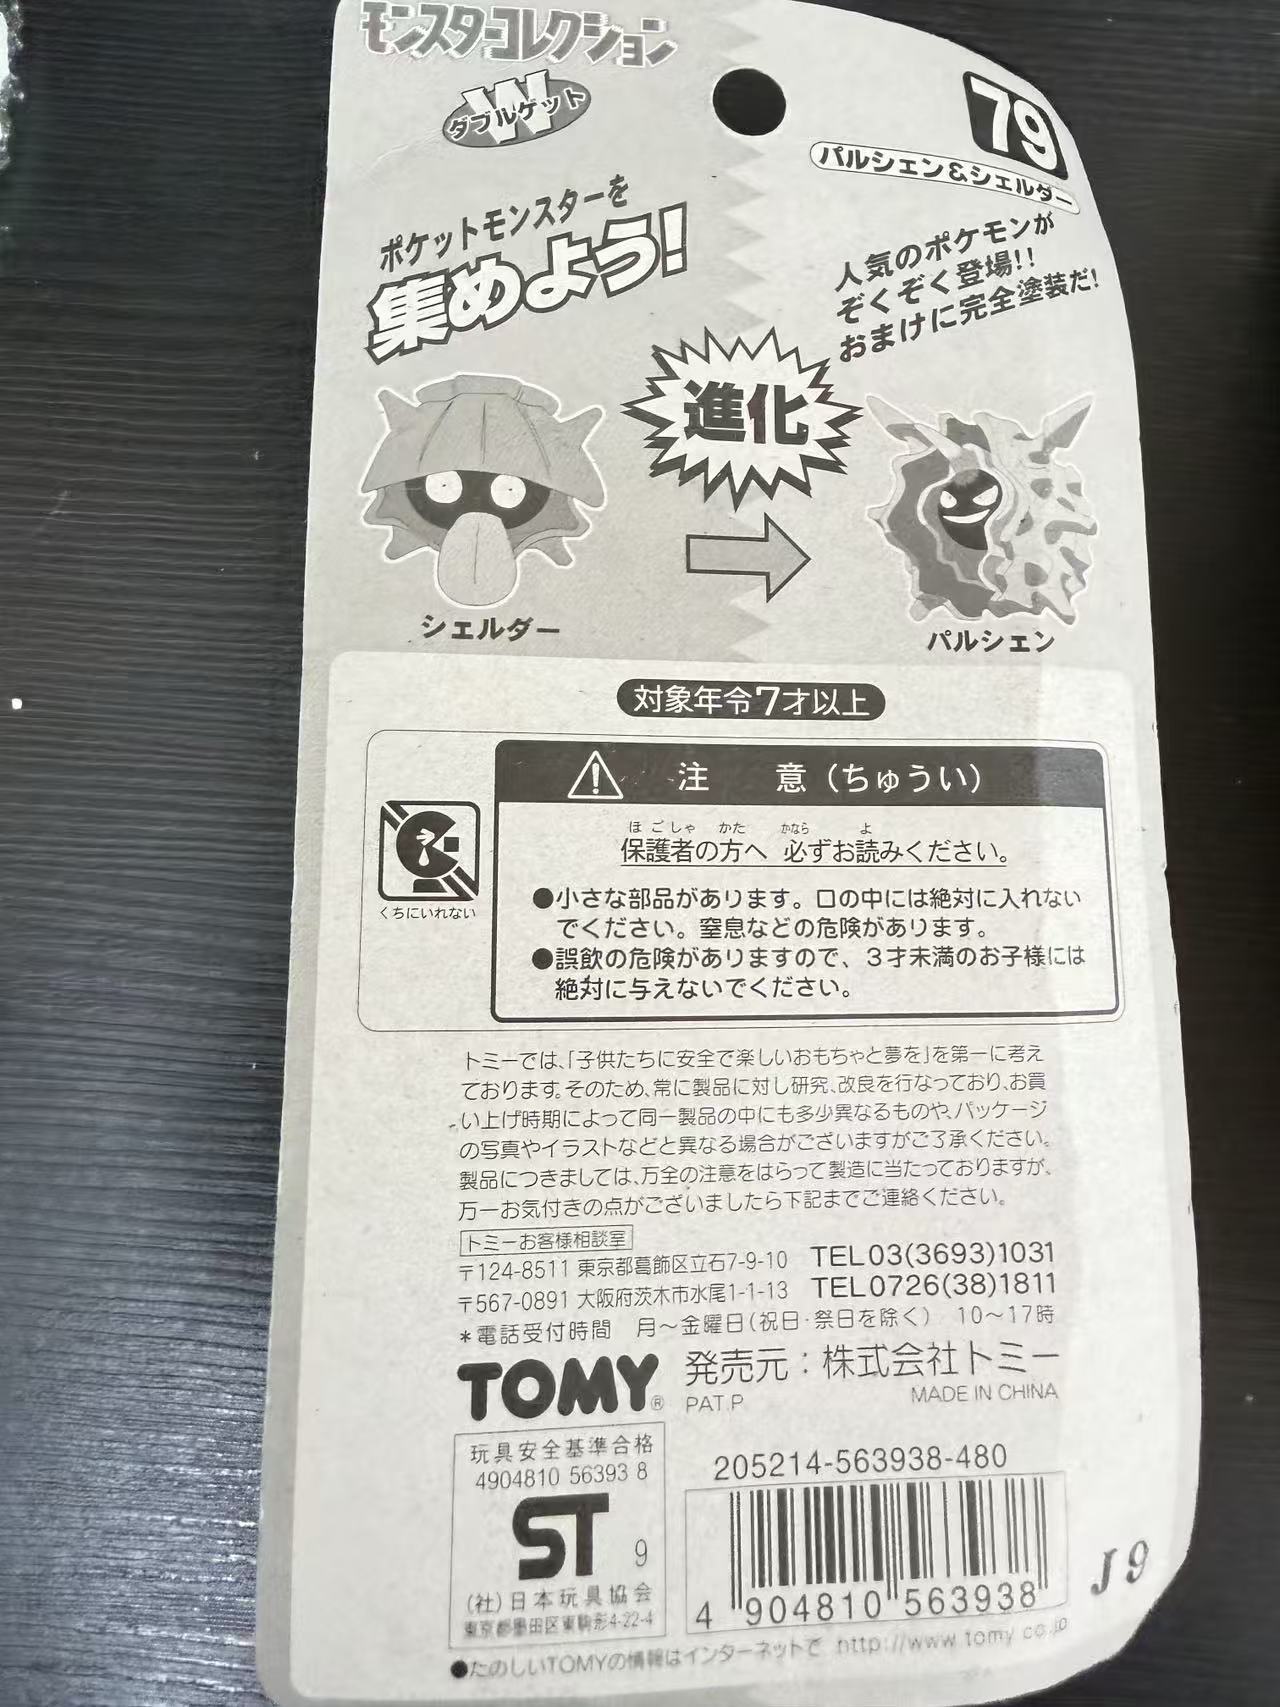 モンスターコレクション
W
ダブルゲット
79
パルシェン&シェルダー
ポケットモンスターを
集めよう!
人気のポケモンが
ぞくぞく登場!!
おまけに完全塗装だ!
進化
シェルダー
パルシェン
対象年令7才以上
注 意（ちゅうい）
ほごしゃ かた かなら よ
保護者の方へ 必ずお読みください。
くちにいれない
●小さな部品があります。口の中には絶対に入れない
でください。窒息などの危険があります。
●誤飲の危険がありますので、3才未満のお子様には
絶対に与えないでください。
トミーでは、「子供たちに安全で楽しいおもちゃと夢を」を第一に考え
ております。そのため、常に製品に対し研究、改良を行なっており、お買
い上げ時期によって同一製品の中にも多少異なるものや、パッケージ
の写真やイラストなどと異なる場合がございますがご了承ください。
製品につきましては、万全の注意をはらって製造に当たっておりますが、
万一お気付きの点がございましたら下記までご連絡ください。
トミーお客様相談室
〒124-8511 東京都葛飾区立石7-9-10 TEL03(3693)1031
〒567-0891 大阪府茨木市水尾1-1-13 TEL0726(38)1811
*電話受付時間 月〜金曜日(祝日・祭日を除く) 10〜17時
TOMY® 発売元：株式会社トミー
PAT.P MADE IN CHINA
玩具安全基準合格
4904810 56393 8
ST 9
(社)日本玩具協会
東京都墨田区東駒形4-22-4
205214-563938-480
4 904810 563938
J9
●たのしいTOMYの情報はインターネットで http://www.tomy.co.jp